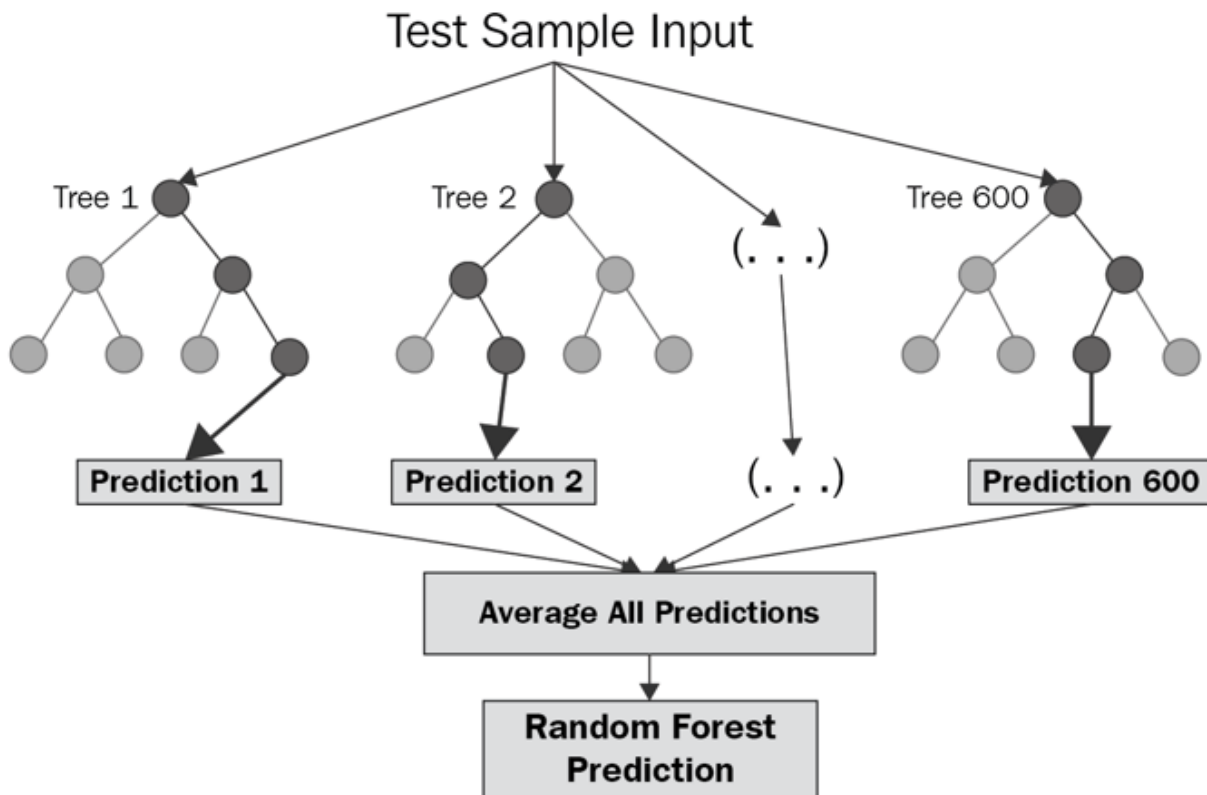 Test Sample Input
Tree 1
Tree 2
Tree 600
(. . .)
Prediction 1
Prediction 2
(. . .)
Prediction 600
Average All Predictions
Random Forest
Prediction